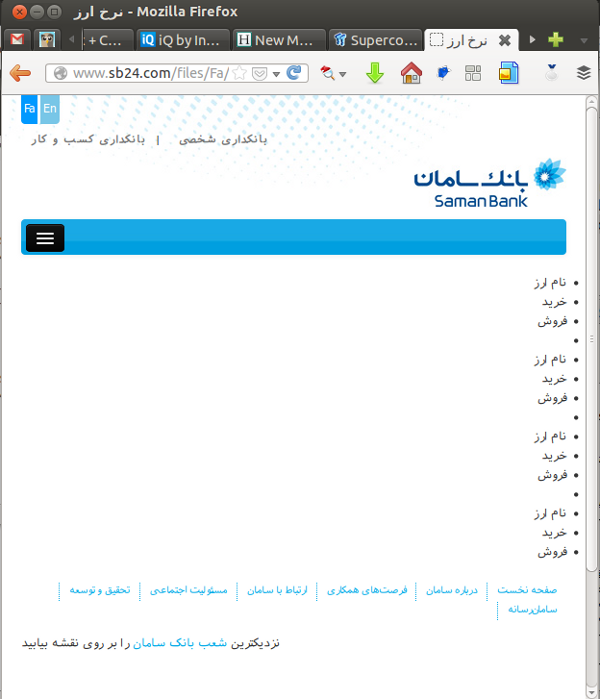 نرخ ارز - Mozilla Firefox
+ C...
iQ by In...
New M...
Superco...
نرخ ارز
www.sb24.com/files/Fa/
Fa En
بانکداری شخصی | بانکداری کسب و کار
بانک سامان
Saman Bank
نام ارز
خرید
فروش
نام ارز
خرید
فروش
نام ارز
خرید
فروش
نام ارز
خرید
فروش
صفحه نخست درباره سامان فرصت‌های همکاری ارتباط با سامان مسئولیت اجتماعی تحقیق و توسعه
سامان‌رسانه
نزدیکترین شعب بانک سامان را بر روی نقشه بیابید